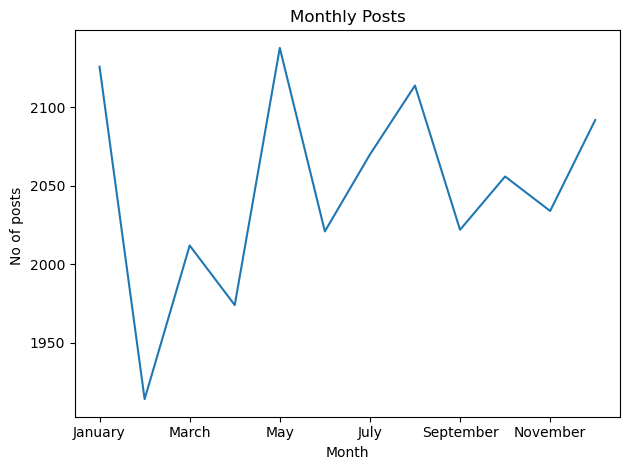 Monthly Posts
No of posts
2100
2050
2000
1950
January March May July September November
Month